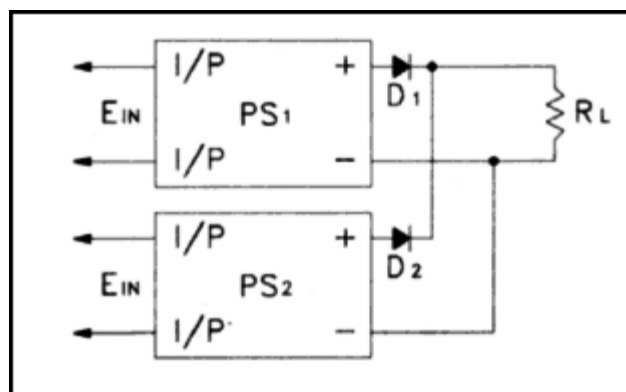 I/P +
D1
EIN PS1 RL
I/P −
I/P +
D2
EIN PS2
I/P −